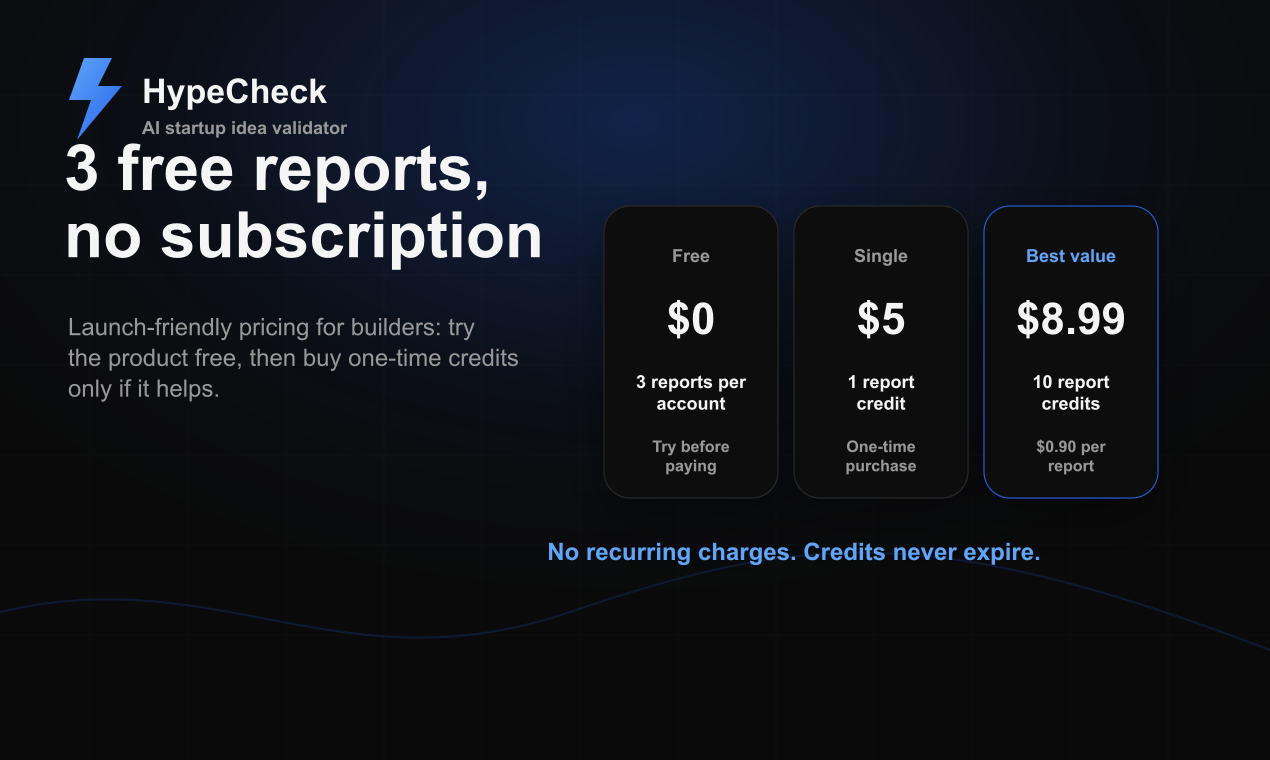 HypeCheck
AI startup idea validator
3 free reports,
no subscription
Launch-friendly pricing for builders: try
the product free, then buy one-time credits
only if it helps.
Free
$0
3 reports per
account
Try before
paying
Single
$5
1 report
credit
One-time
purchase
Best value
$8.99
10 report
credits
$0.90 per
report
No recurring charges. Credits never expire.